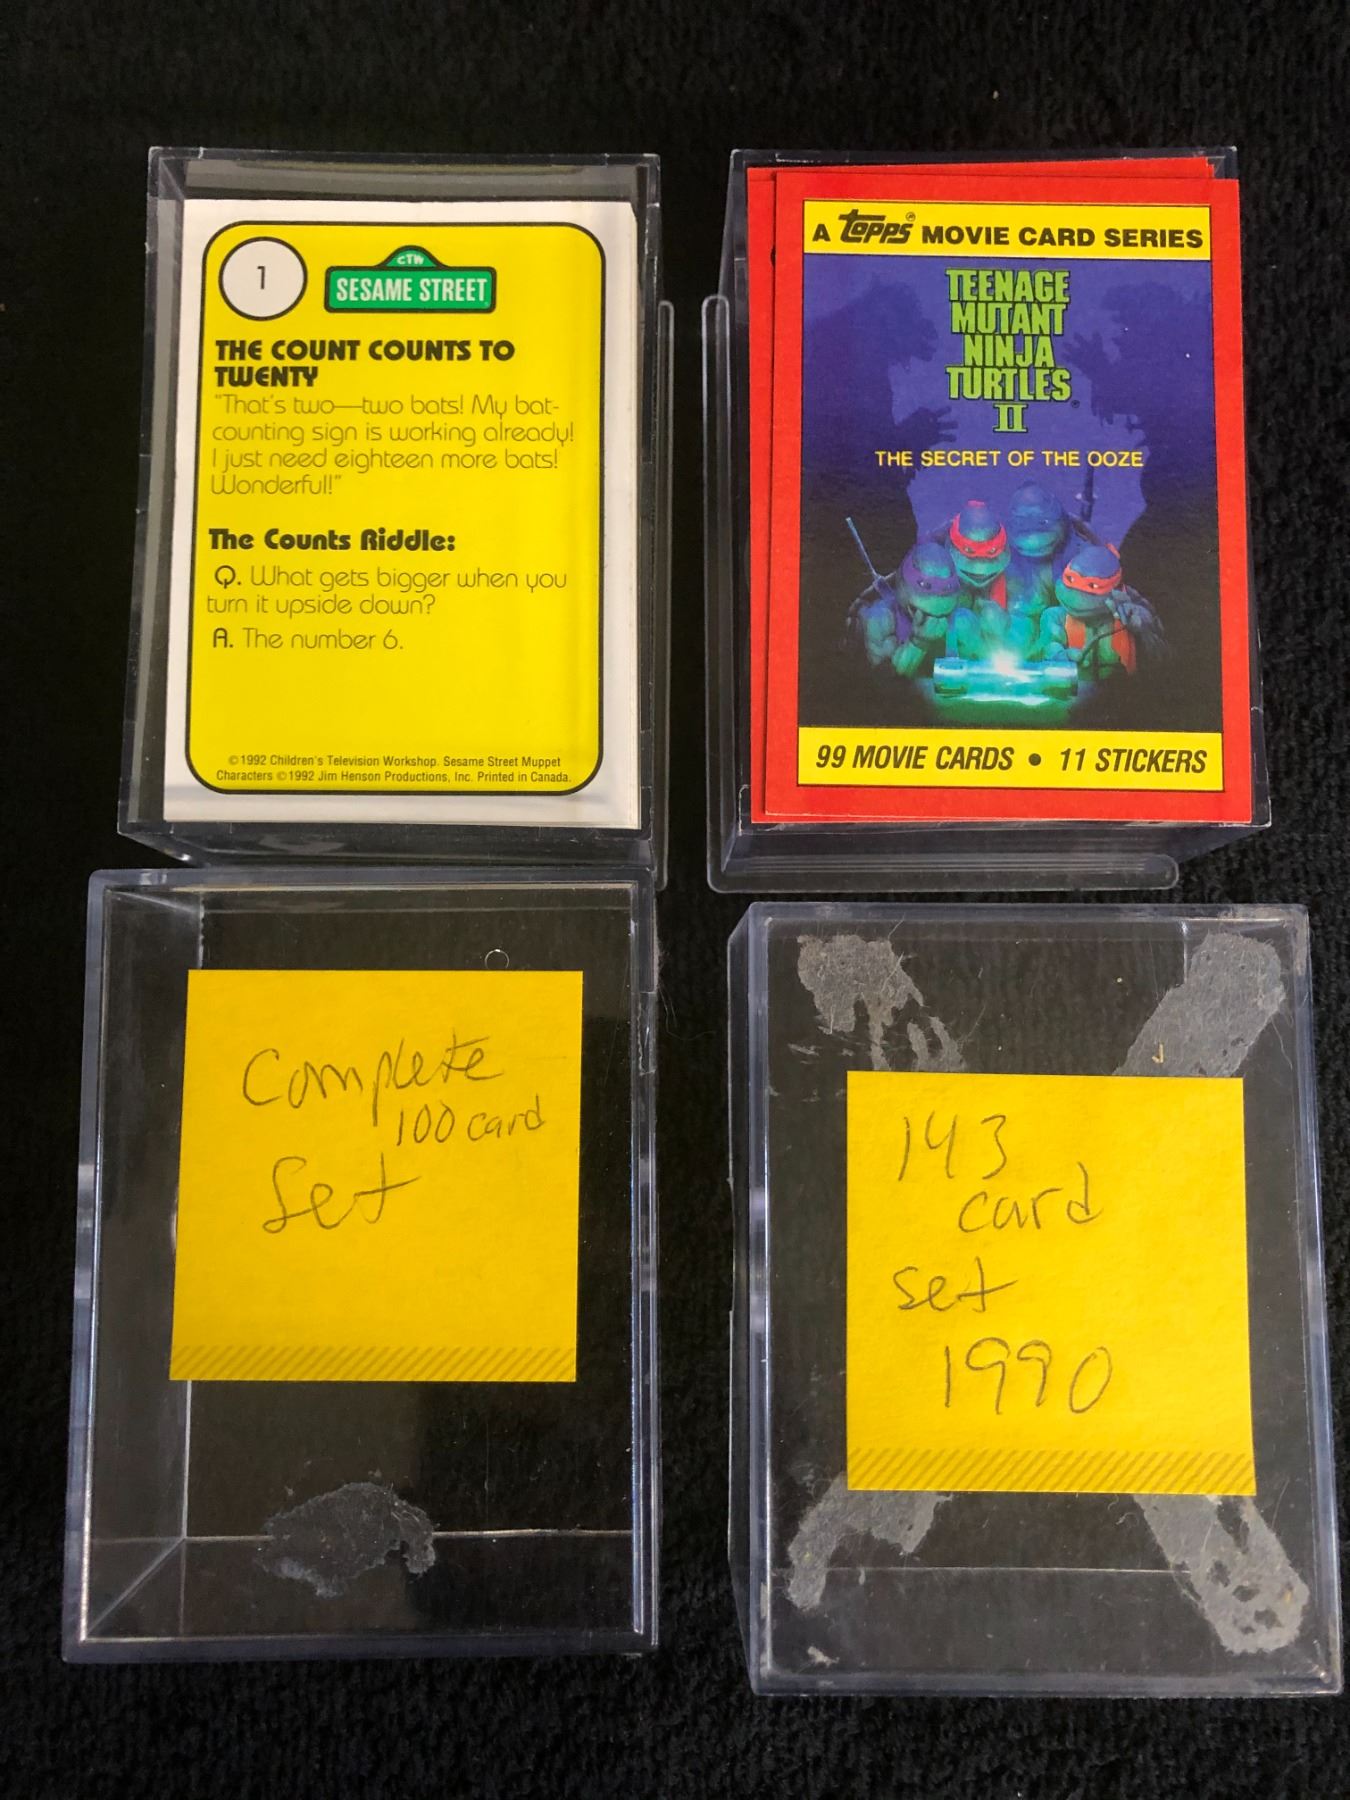 1
CTW
SESAME STREET
THE COUNT COUNTS TO
TWENTY
"That's two—two bats! My bat-
counting sign is working already!
I just need eighteen more bats!
Wonderful!"
The Counts Riddle:
Q. What gets bigger when you
turn it upside down?
A. The number 6.
©1992 Children's Television Workshop. Sesame Street Muppet
Characters ©1992 Jim Henson Productions, Inc. Printed in Canada.
A Topps® MOVIE CARD SERIES
TEENAGE
MUTANT
NINJA
TURTLES®
II
THE SECRET OF THE OOZE
99 MOVIE CARDS • 11 STICKERS
Complete
100 card
Set
143
card
set
1990